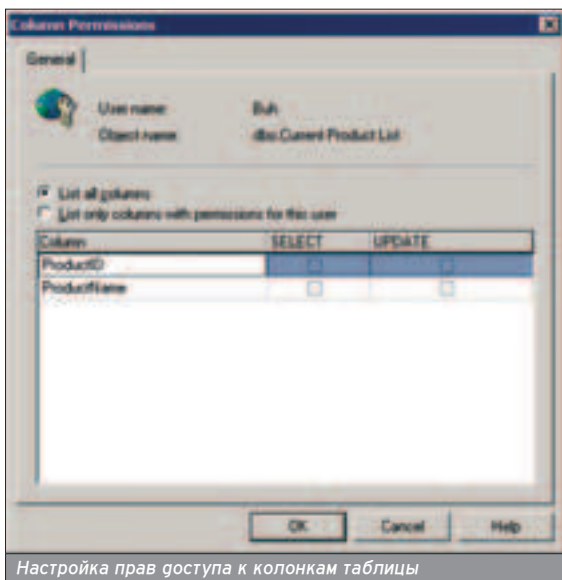 Column Permissions
General
User name: Buh
Object name: dbo.Current Product List
List all columns
List only columns with permissions for this user
Column SELECT UPDATE
ProductID
ProductName
OK Cancel Help
Настройка прав доступа к колонкам таблицы